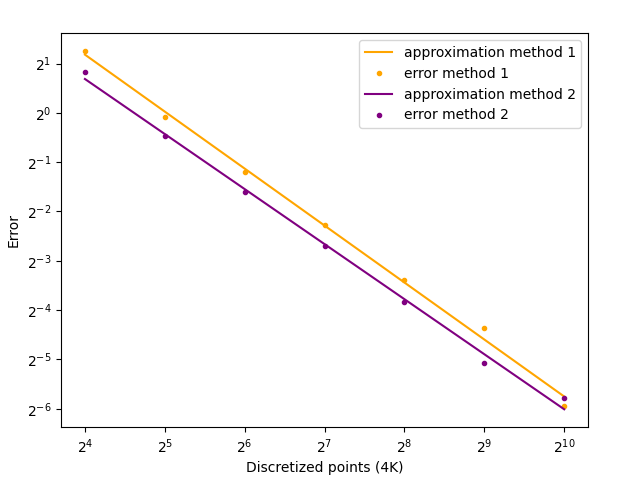 approximation method 1
error method 1
approximation method 2
error method 2
2¹
2⁰
2⁻¹
2⁻²
2⁻³
2⁻⁴
2⁻⁵
2⁻⁶
Error
2⁴ 2⁵ 2⁶ 2⁷ 2⁸ 2⁹ 2¹⁰
Discretized points (4K)